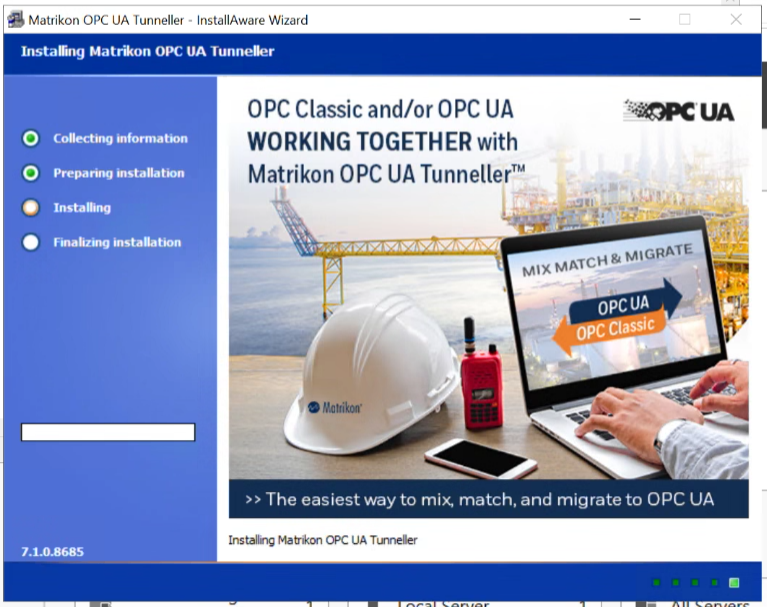 Matrikon OPC UA Tunneller - InstallAware Wizard
Installing Matrikon OPC UA Tunneller
Collecting information
Preparing installation
Installing
Finalizing installation
7.1.0.8685
OPC Classic and/or OPC UA
WORKING TOGETHER with
Matrikon OPC UA Tunneller™
OPC UA
MIX MATCH & MIGRATE
OPC UA
OPC Classic
Matrikon
>> The easiest way to mix, match, and migrate to OPC UA
Installing Matrikon OPC UA Tunneller
Local Server
1
All Servers